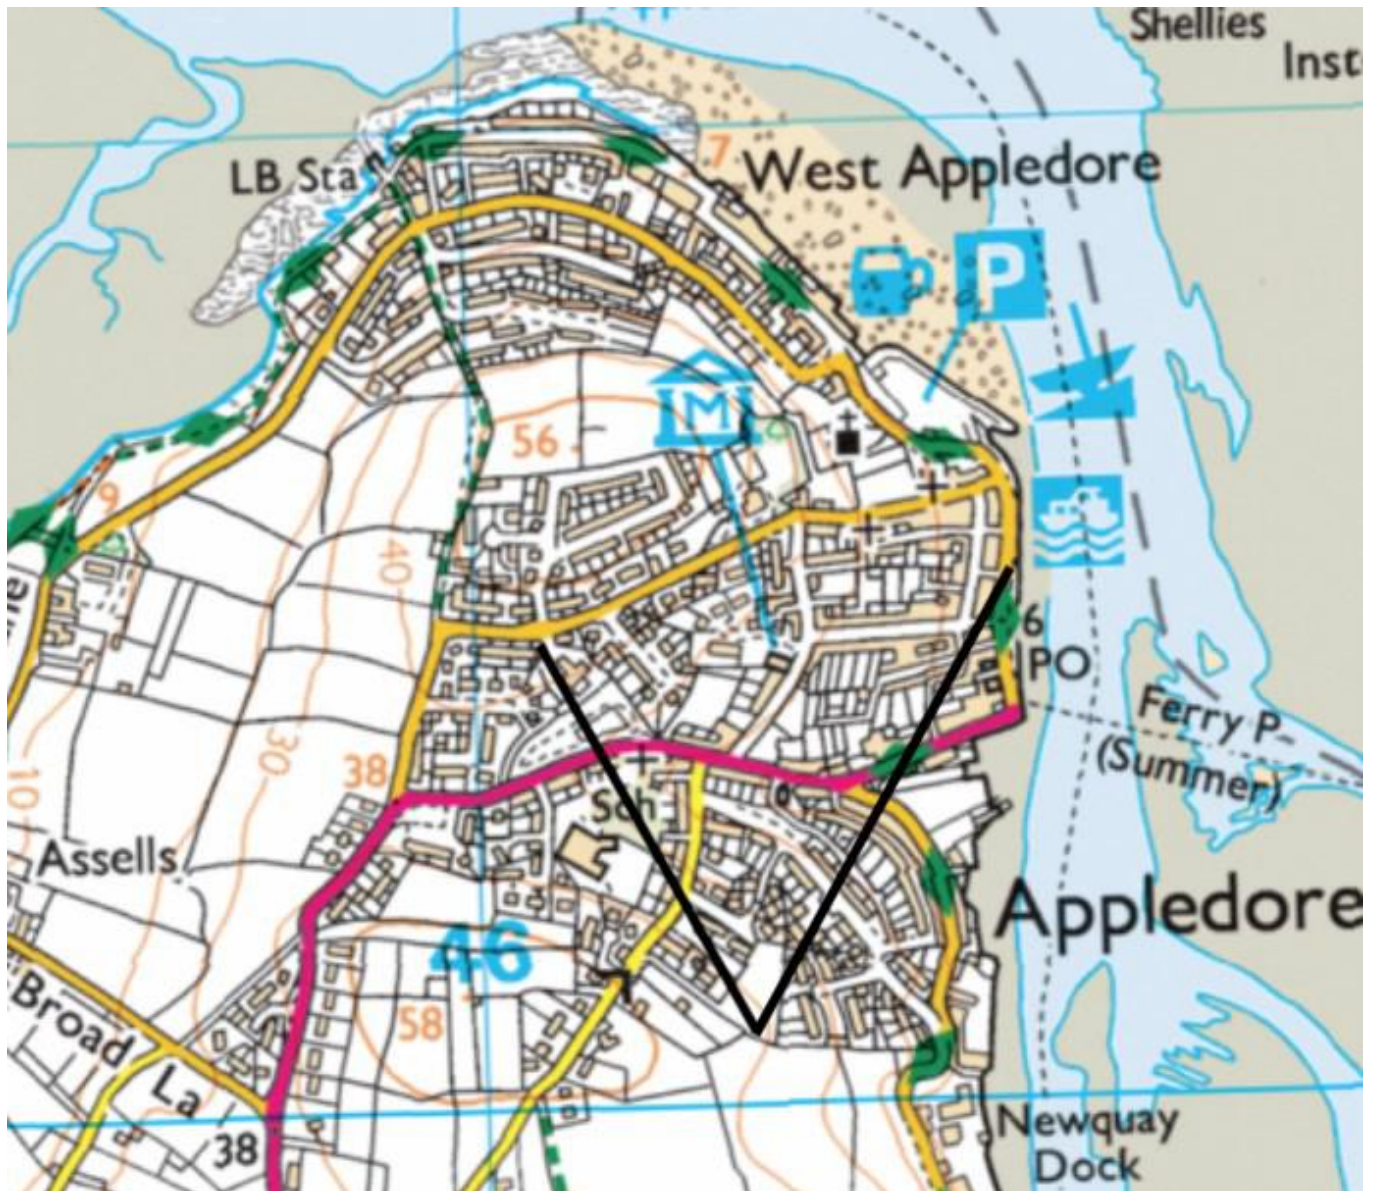 Shellies
Inst
7
West Appledore
LB Sta
P
M
56
9
40
6
PO
Ferry P
(Summer)
30
38
10
Sch
Assells
Appledore
46
58
Broad
La
38
Newquay
Dock